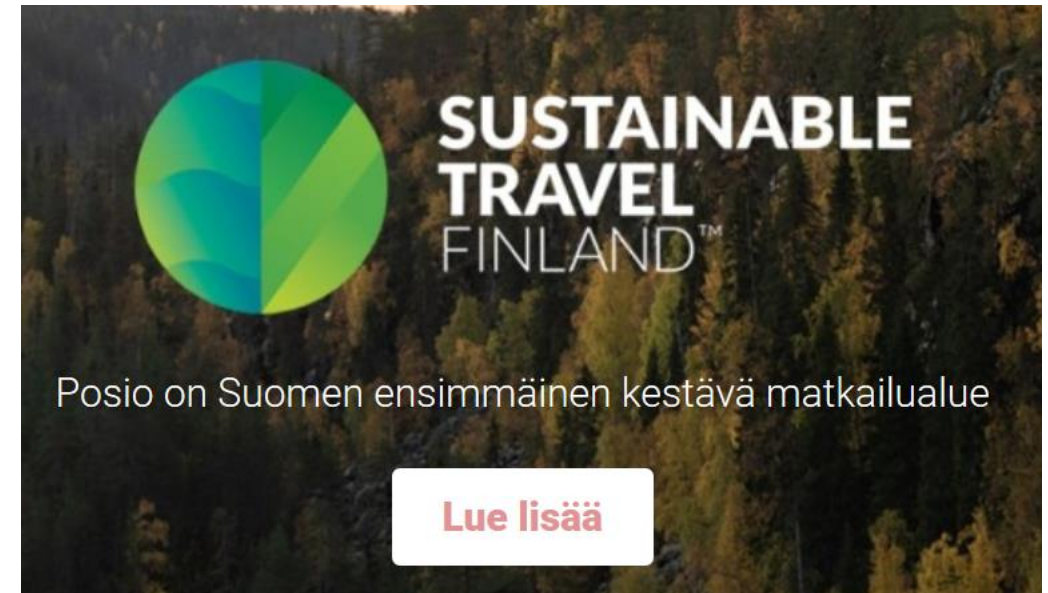 SUSTAINABLE
TRAVEL
FINLAND™
Posio on Suomen ensimmäinen kestävä matkailualue
Lue lisää